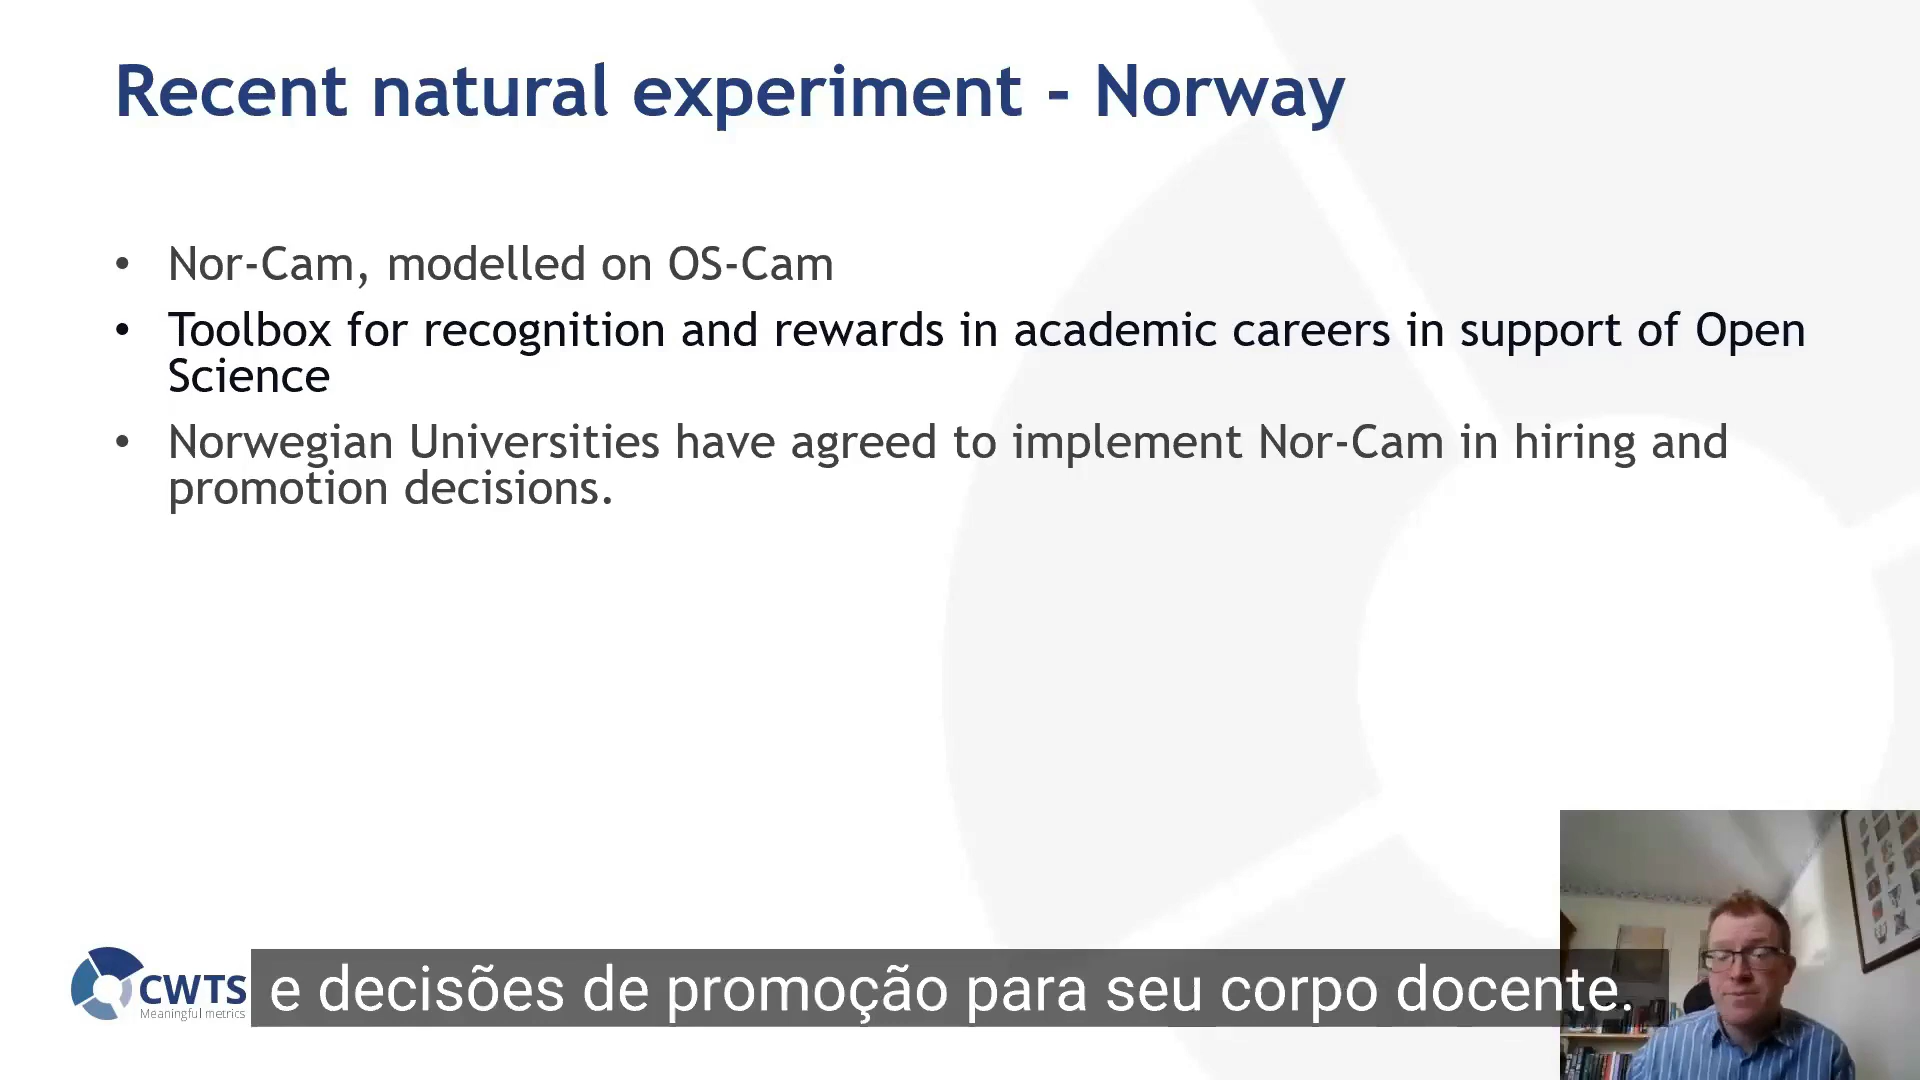 Recent natural experiment - Norway
• Nor-Cam, modelled on OS-Cam
• Toolbox for recognition and rewards in academic careers in support of Open
Science
• Norwegian Universities have agreed to implement Nor-Cam in hiring and
promotion decisions.
CWTS
Meaningful metrics
e decisões de promoção para seu corpo docente.